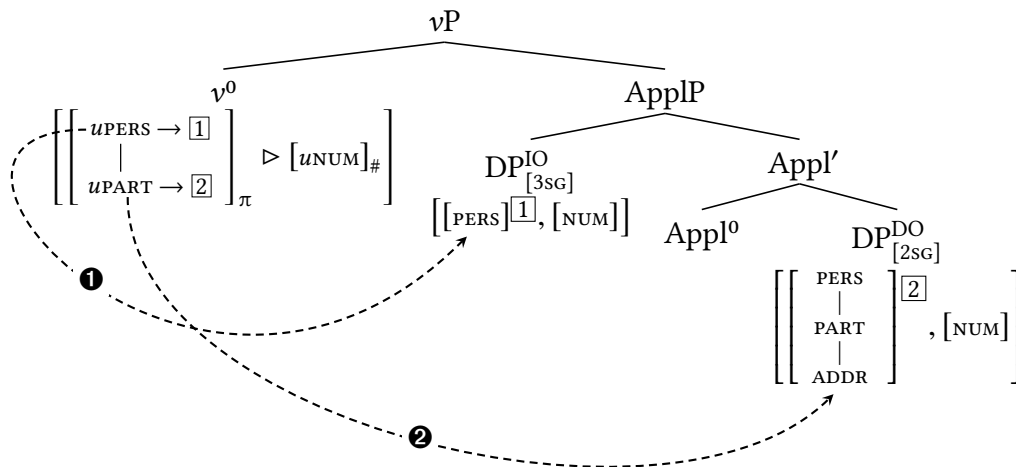 vP
v⁰
ApplP
[[uPERS → 1
uPART → 2]π ▷ [uNUM]#]
DP^IO_[3SG]
[[PERS]^1, [NUM]]
Appl′
Appl⁰
DP^DO_[2SG]
[[PERS
PART
ADDR]^2, [NUM]]
❶
❷